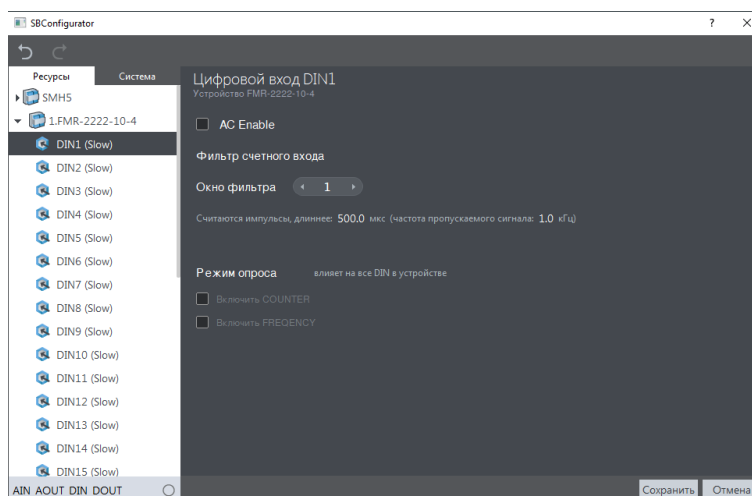 SBConfigurator
Ресурсы Система
SMH5
1.FMR-2222-10-4
DIN1 (Slow)
DIN2 (Slow)
DIN3 (Slow)
DIN4 (Slow)
DIN5 (Slow)
DIN6 (Slow)
DIN7 (Slow)
DIN8 (Slow)
DIN9 (Slow)
DIN10 (Slow)
DIN11 (Slow)
DIN12 (Slow)
DIN13 (Slow)
DIN14 (Slow)
DIN15 (Slow)
AIN AOUT DIN DOUT
Цифровой вход DIN1
Устройство FMR-2222-10-4
AC Enable
Фильтр счетного входа
Окно фильтра 1
Считаются импульсы, длиннее: 500.0 мкс (частота пропускаемого сигнала: 1.0 кГц)
Режим опроса влияет на все DIN в устройстве
Включить COUNTER
Включить FREQENCY
Сохранить Отмена